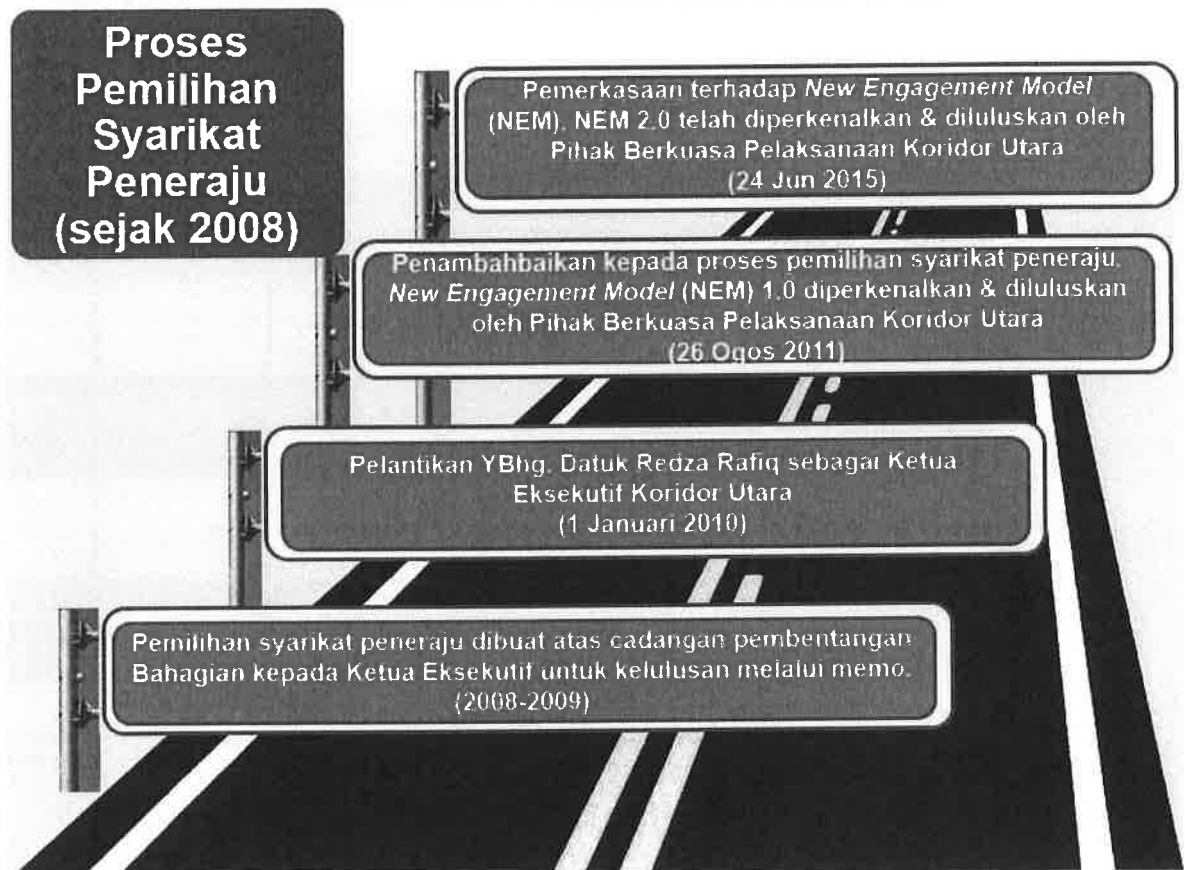 Proses
Pemilihan
Syarikat
Peneraju
(sejak 2008)
Pemerkasaan terhadap New Engagement Model
(NEM). NEM 2.0 telah diperkenalkan & diluluskan oleh
Pihak Berkuasa Pelaksanaan Koridor Utara
(24 Jun 2015)
Penambahbaikan kepada proses pemilihan syarikat peneraju.
New Engagement Model (NEM) 1.0 diperkenalkan & diluluskan
oleh Pihak Berkuasa Pelaksanaan Koridor Utara
(26 Ogos 2011)
Pelantikan YBhg. Datuk Redza Rafiq sebagai Ketua
Eksekutif Koridor Utara
(1 Januari 2010)
Pemilihan syarikat peneraju dibuat atas cadangan pembentangan
Bahagian kepada Ketua Eksekutif untuk kelulusan melalui memo.
(2008-2009)